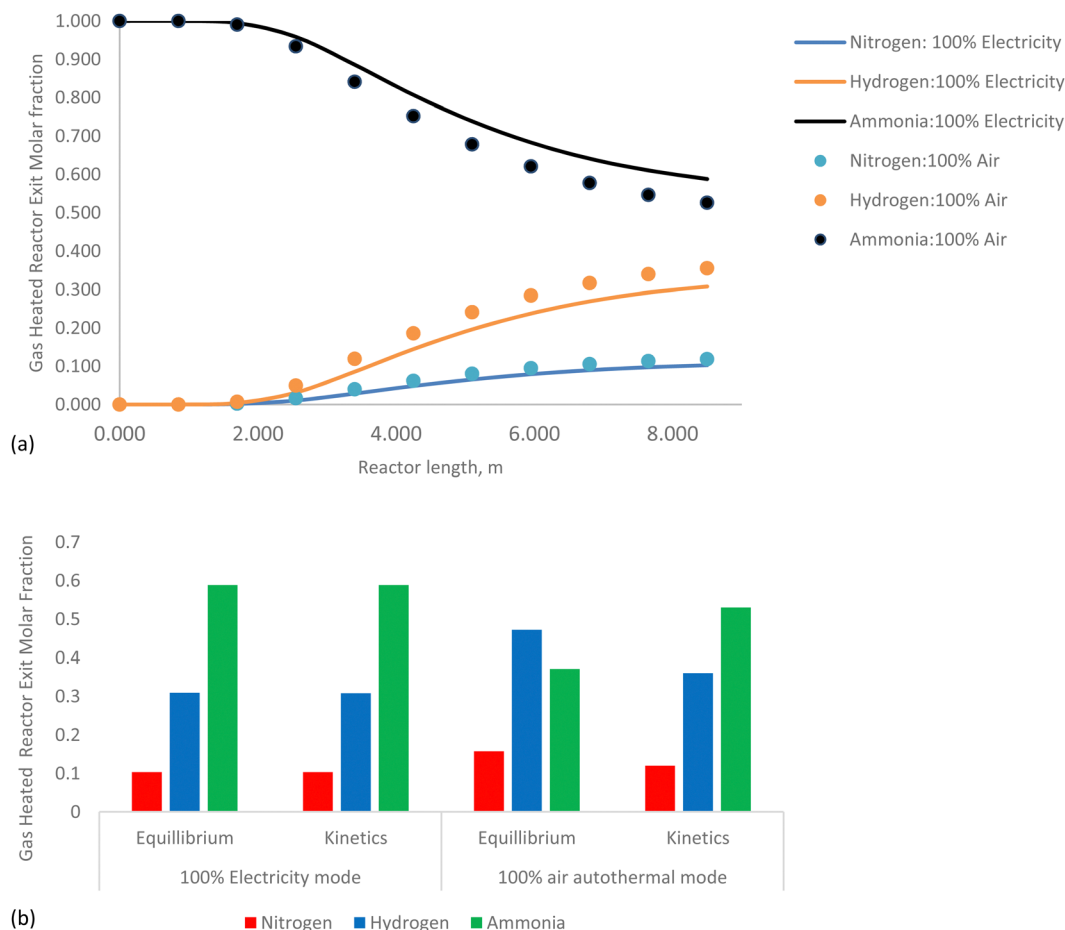 Gas Heated Reactor Exit Molar fraction
1.000
0.900
0.800
0.700
0.600
0.500
0.400
0.300
0.200
0.100
0.000
0.000 2.000 4.000 6.000 8.000
Reactor length, m
Nitrogen: 100% Electricity
Hydrogen:100% Electricity
Ammonia:100% Electricity
Nitrogen:100% Air
Hydrogen:100% Air
Ammonia:100% Air
(a)
Gas Heated Reactor Exit Molar Fraction
0.7
0.6
0.5
0.4
0.3
0.2
0.1
0
Equillibrium Kinetics Equillibrium Kinetics
100% Electricity mode 100% air autothermal mode
Nitrogen Hydrogen Ammonia
(b)